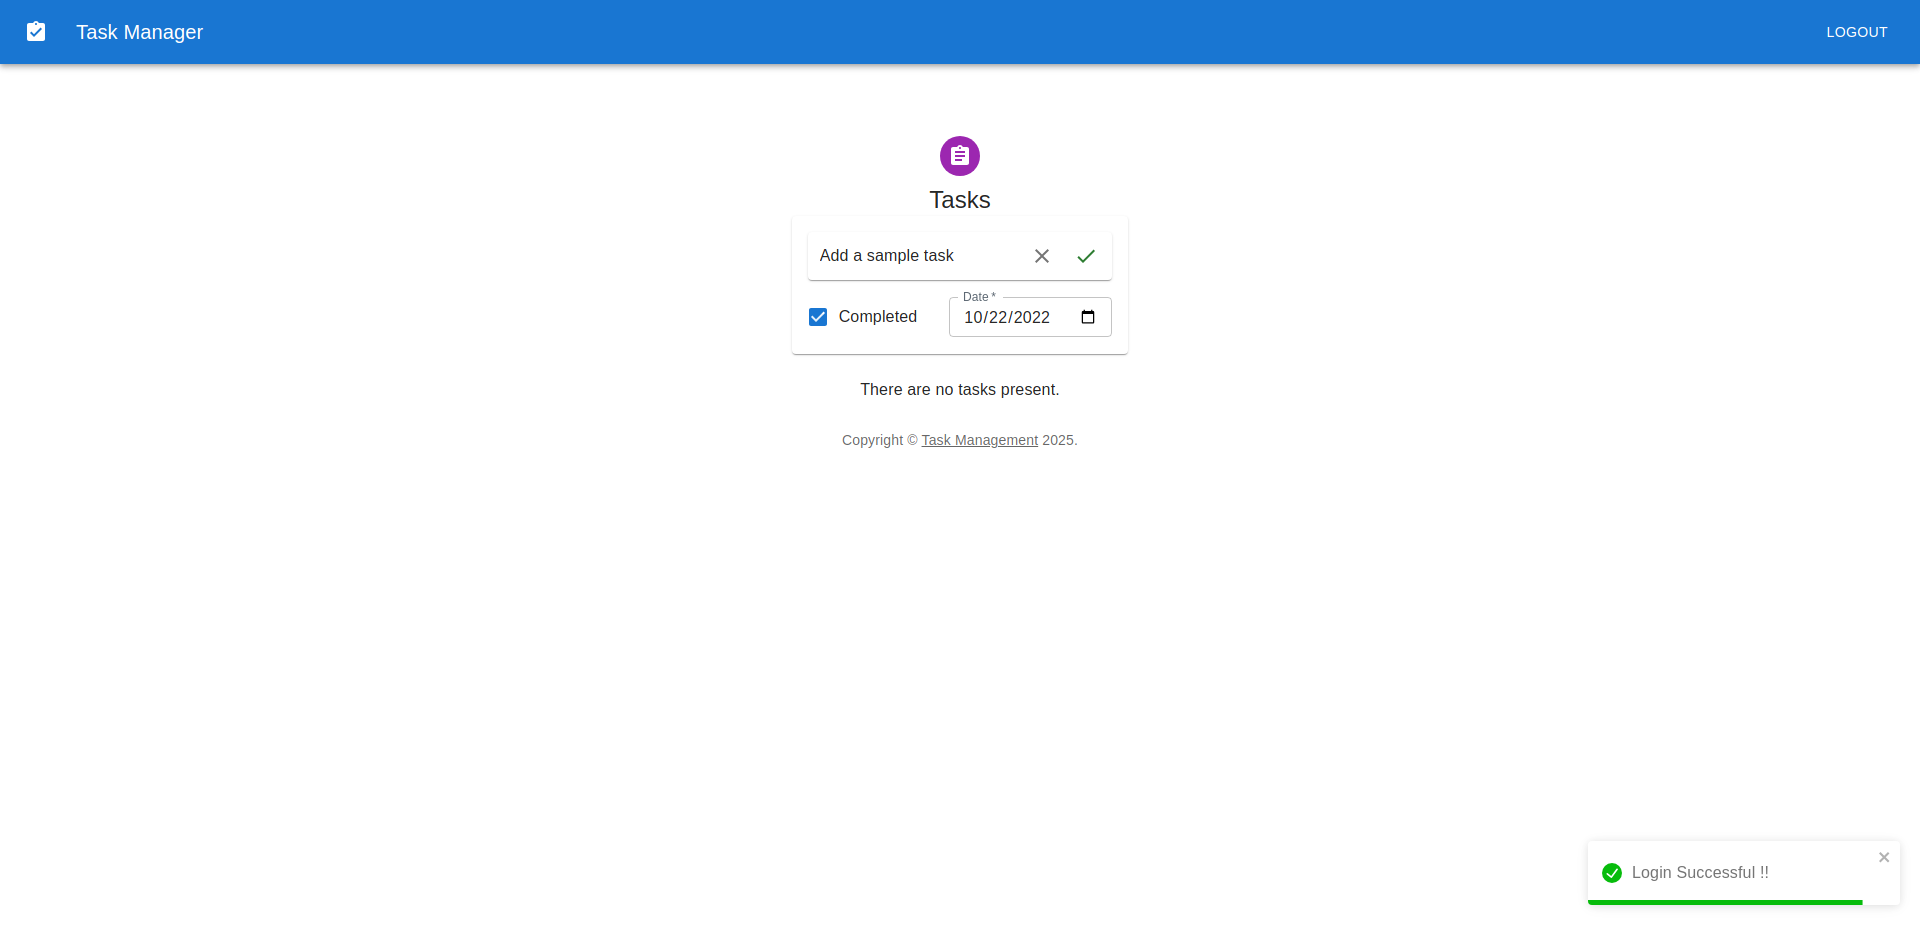 Task Manager
LOGOUT
Tasks
Add a sample task
Date *
Completed
10/22/2022
There are no tasks present.
Copyright © Task Management 2025.
Login Successful !!